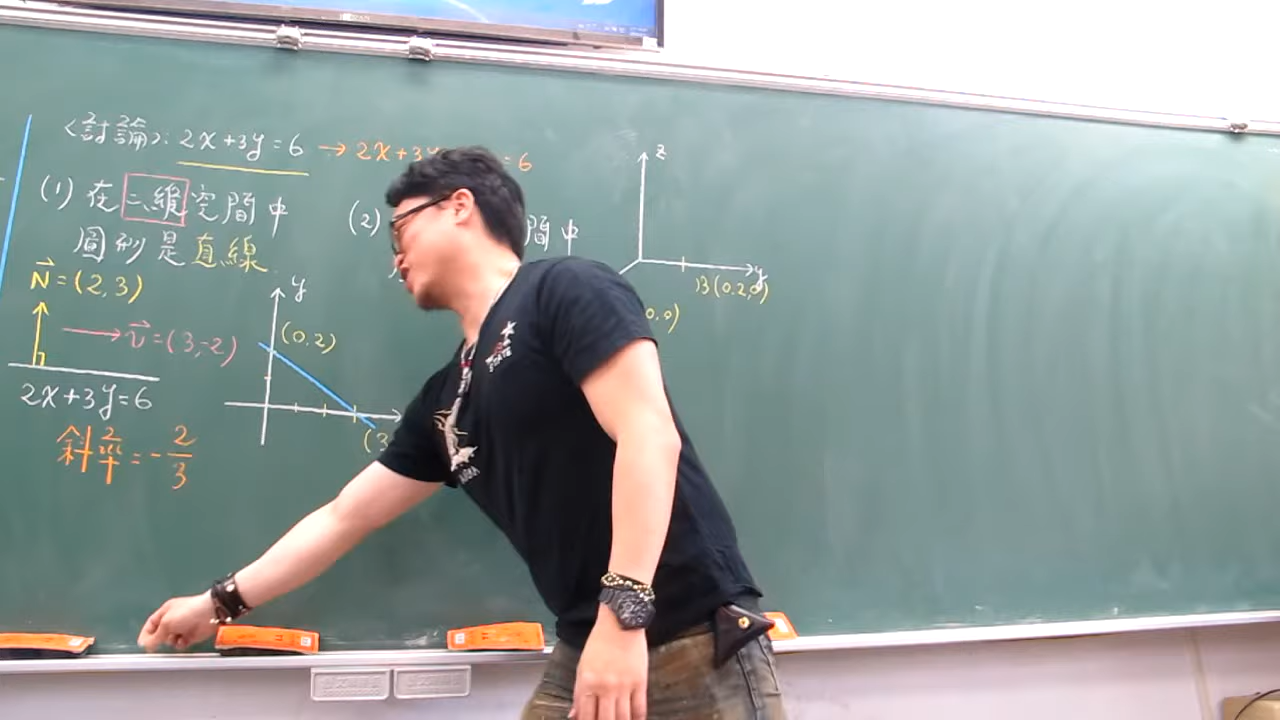 <討論>: 2x+3y=6 → 2x+3y =6
(1) 在二維空間中
圖形是直線
N⃗=(2,3)
→ v⃗=(3,-2)
2x+3y=6
斜率=-2/3
y
(0,2)
(3
(2)
間中
z
y
B(0,2,0)
0,0)
STATE